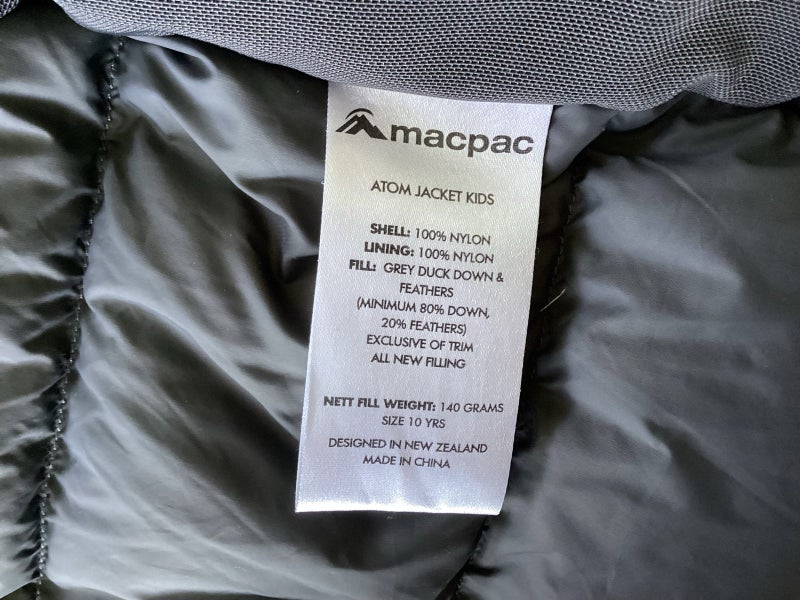 macpac
ATOM JACKET KIDS
SHELL: 100% NYLON
LINING: 100% NYLON
FILL: GREY DUCK DOWN &
FEATHERS
(MINIMUM 80% DOWN,
20% FEATHERS)
EXCLUSIVE OF TRIM
ALL NEW FILLING
NETT FILL WEIGHT: 140 GRAMS
SIZE 10 YRS
DESIGNED IN NEW ZEALAND
MADE IN CHINA